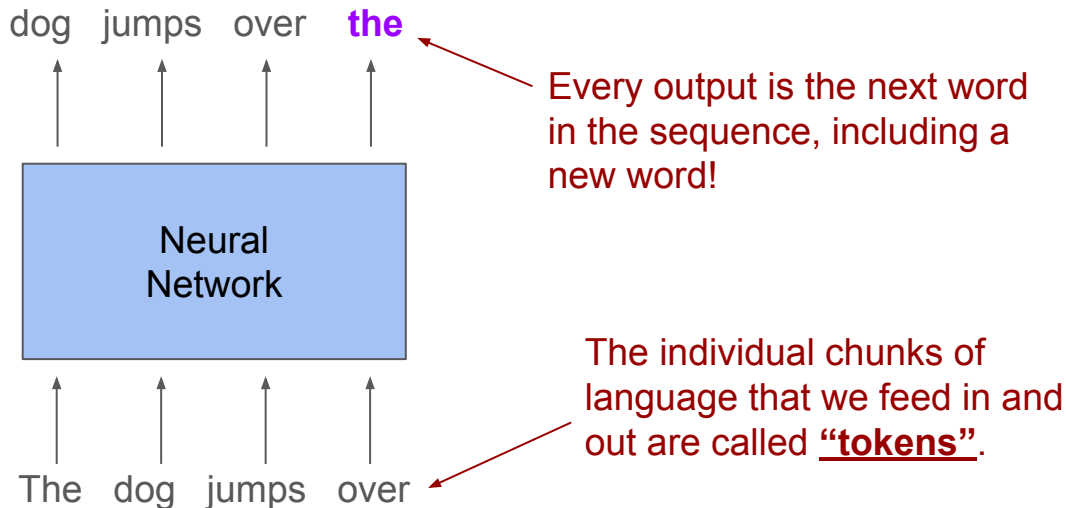 dog jumps over the
Every output is the next word
in the sequence, including a
new word!
Neural
Network
The individual chunks of
language that we feed in and
out are called “tokens”.
The dog jumps over